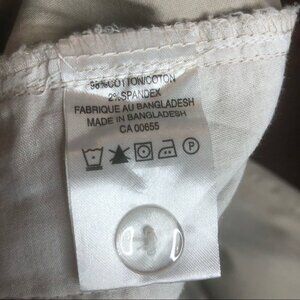 98%COTTON/COTON
2%SPANDEX
FABRIQUE AU BANGLADESH
MADE IN BANGLADESH
CA 00655
P